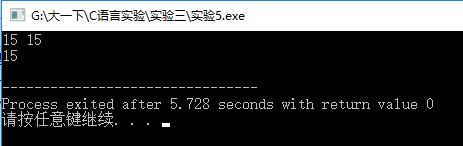 G:\大一下\C语言实验\实验三\实验5.exe
15 15
15
--------------------------------
Process exited after 5.728 seconds with return value 0
请按任意键继续. . .